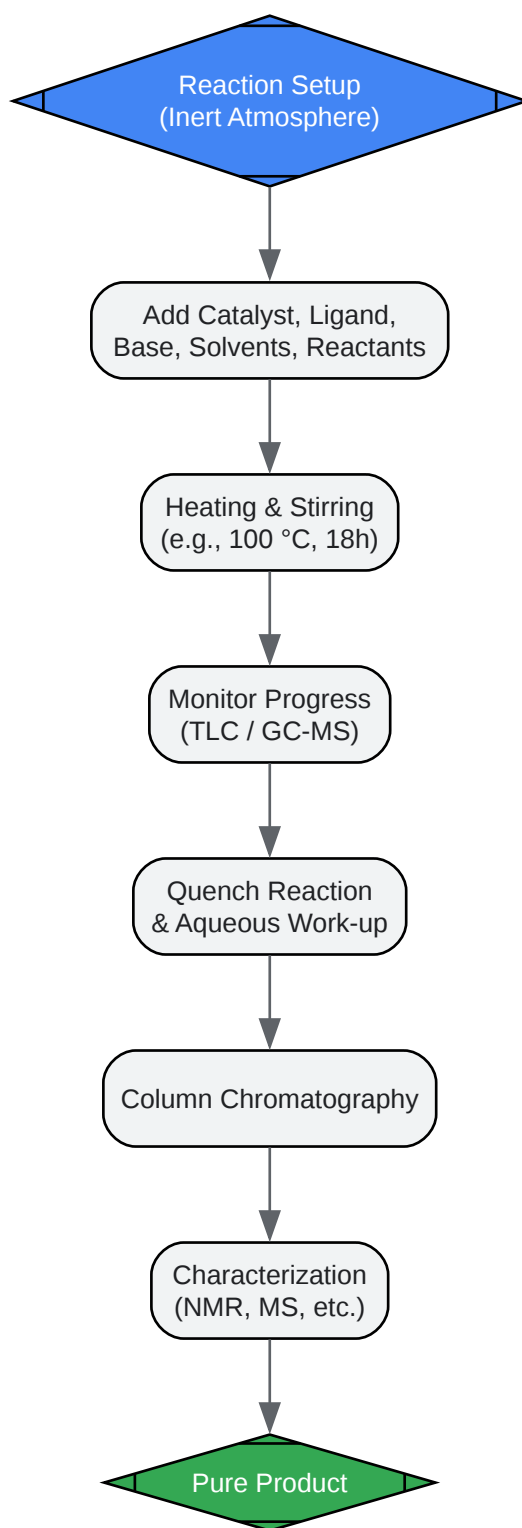 Reaction Setup
(Inert Atmosphere)
Add Catalyst, Ligand,
Base, Solvents, Reactants
Heating & Stirring
(e.g., 100 °C, 18h)
Monitor Progress
(TLC / GC-MS)
Quench Reaction
& Aqueous Work-up
Column Chromatography
Characterization
(NMR, MS, etc.)
Pure Product